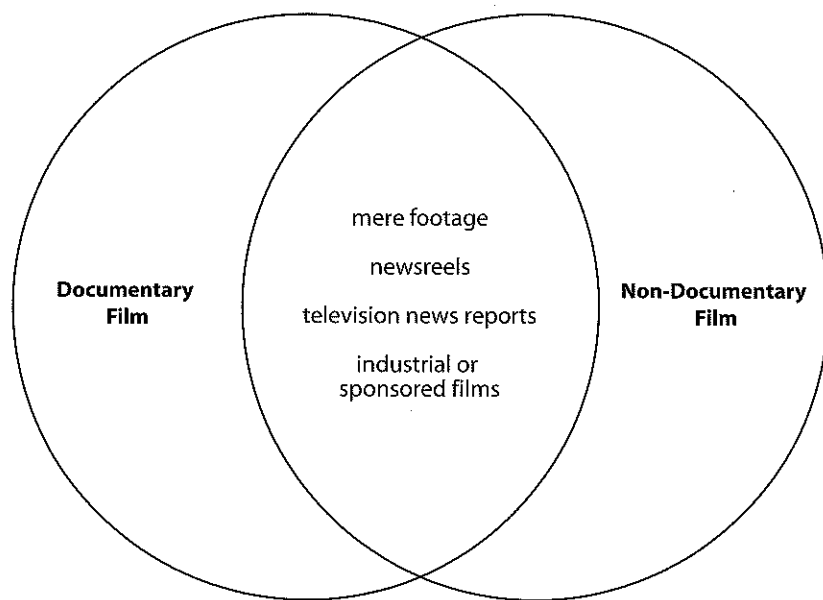 mere footage
newsreels
Documentary
Film
television news reports
Non-Documentary
Film
industrial or
sponsored films